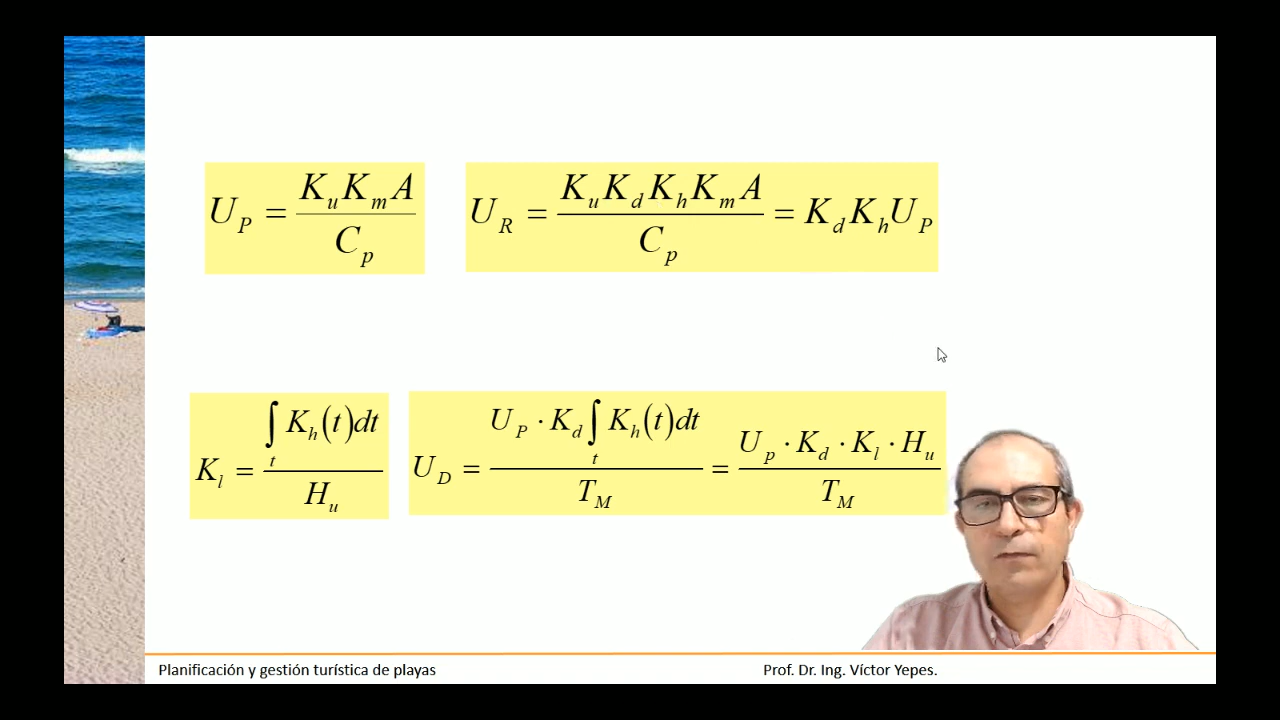 U_P = K_u K_m A / C_p
U_R = K_u K_d K_h K_m A / C_p = K_d K_h U_P
K_l = ∫_t K_h(t)dt / H_u
U_D = U_P · K_d ∫_t K_h(t)dt / T_M = U_p · K_d · K_l · H_u / T_M
Planificación y gestión turística de playas
Prof. Dr. Ing. Víctor Yepes.